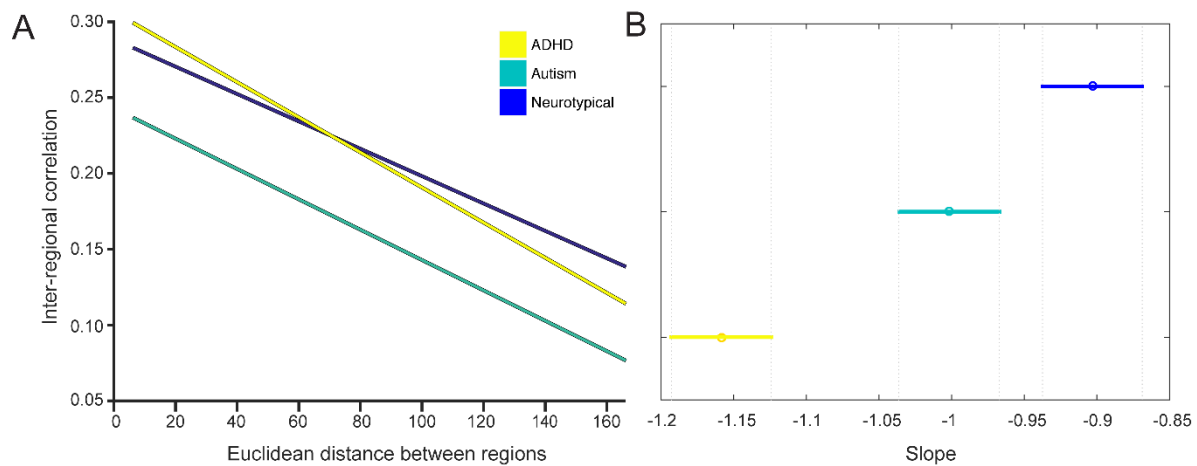 A
0.30
0.25
0.20
0.15
0.10
0.05
0 20 40 60 80 100 120 140 160
Inter-regional correlation
Euclidean distance between regions
ADHD
Autism
Neurotypical
B
-1.2 -1.15 -1.1 -1.05 -1 -0.95 -0.9 -0.85
Slope